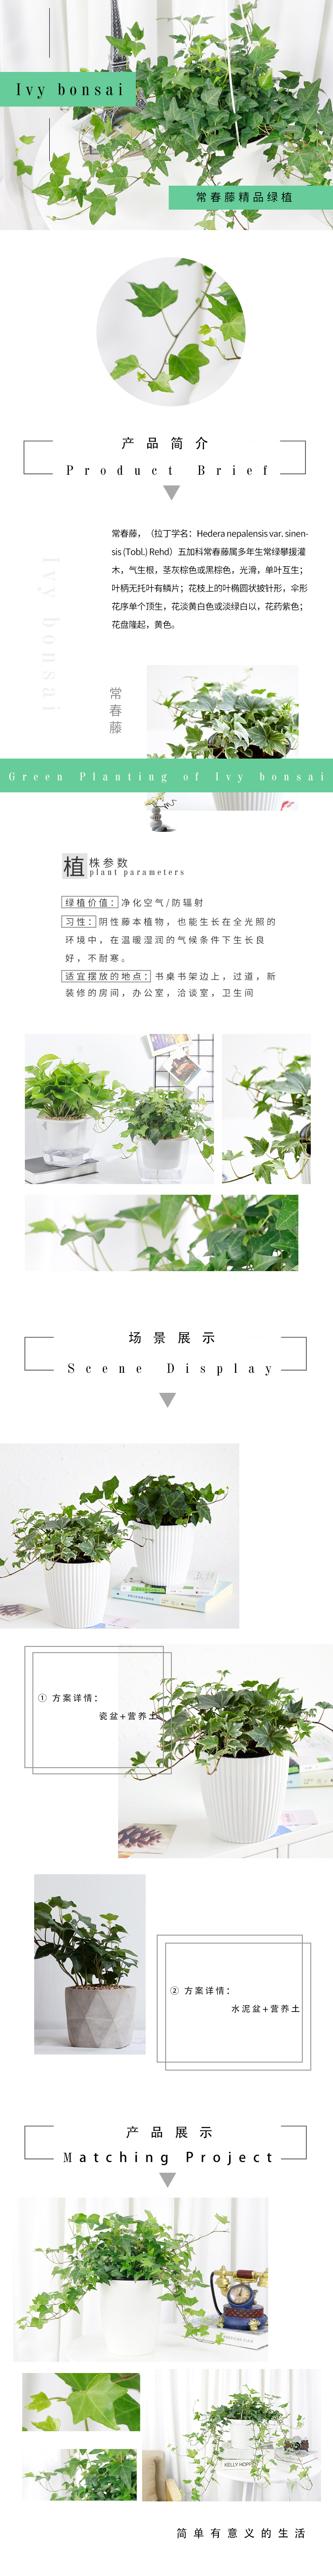 Ivy bonsai
常春藤精品绿植
产品简介
Product Brief
常春藤，（拉丁学名：Hedera nepalensis var. sinen-
sis (Tobl.) Rehd）五加科常春藤属多年生常绿攀援灌
木，气生根，茎灰棕色或黑棕色，光滑，单叶互生；
叶柄无托叶有鳞片；花枝上的叶椭圆状披针形，伞形
花序单个顶生，花淡黄白色或淡绿白以，花药紫色；
花盘隆起，黄色。
Ivy bonsai
常春藤
Green Planting of Ivy bonsai
植株参数
plant parameters
绿植价值：净化空气/防辐射
习性：阴性藤本植物，也能生长在全光照的
环境中，在温暖湿润的气候条件下生长良
好，不耐寒。
适宜摆放的地点：书桌书架边上，过道，新
装修的房间，办公室，洽谈室，卫生间
场景展示
Scene Display
① 方案详情：
瓷盆+营养土
② 方案详情：
水泥盆+营养土
产品展示
Matching Project
KELLY HOPP
简单有意义的生活